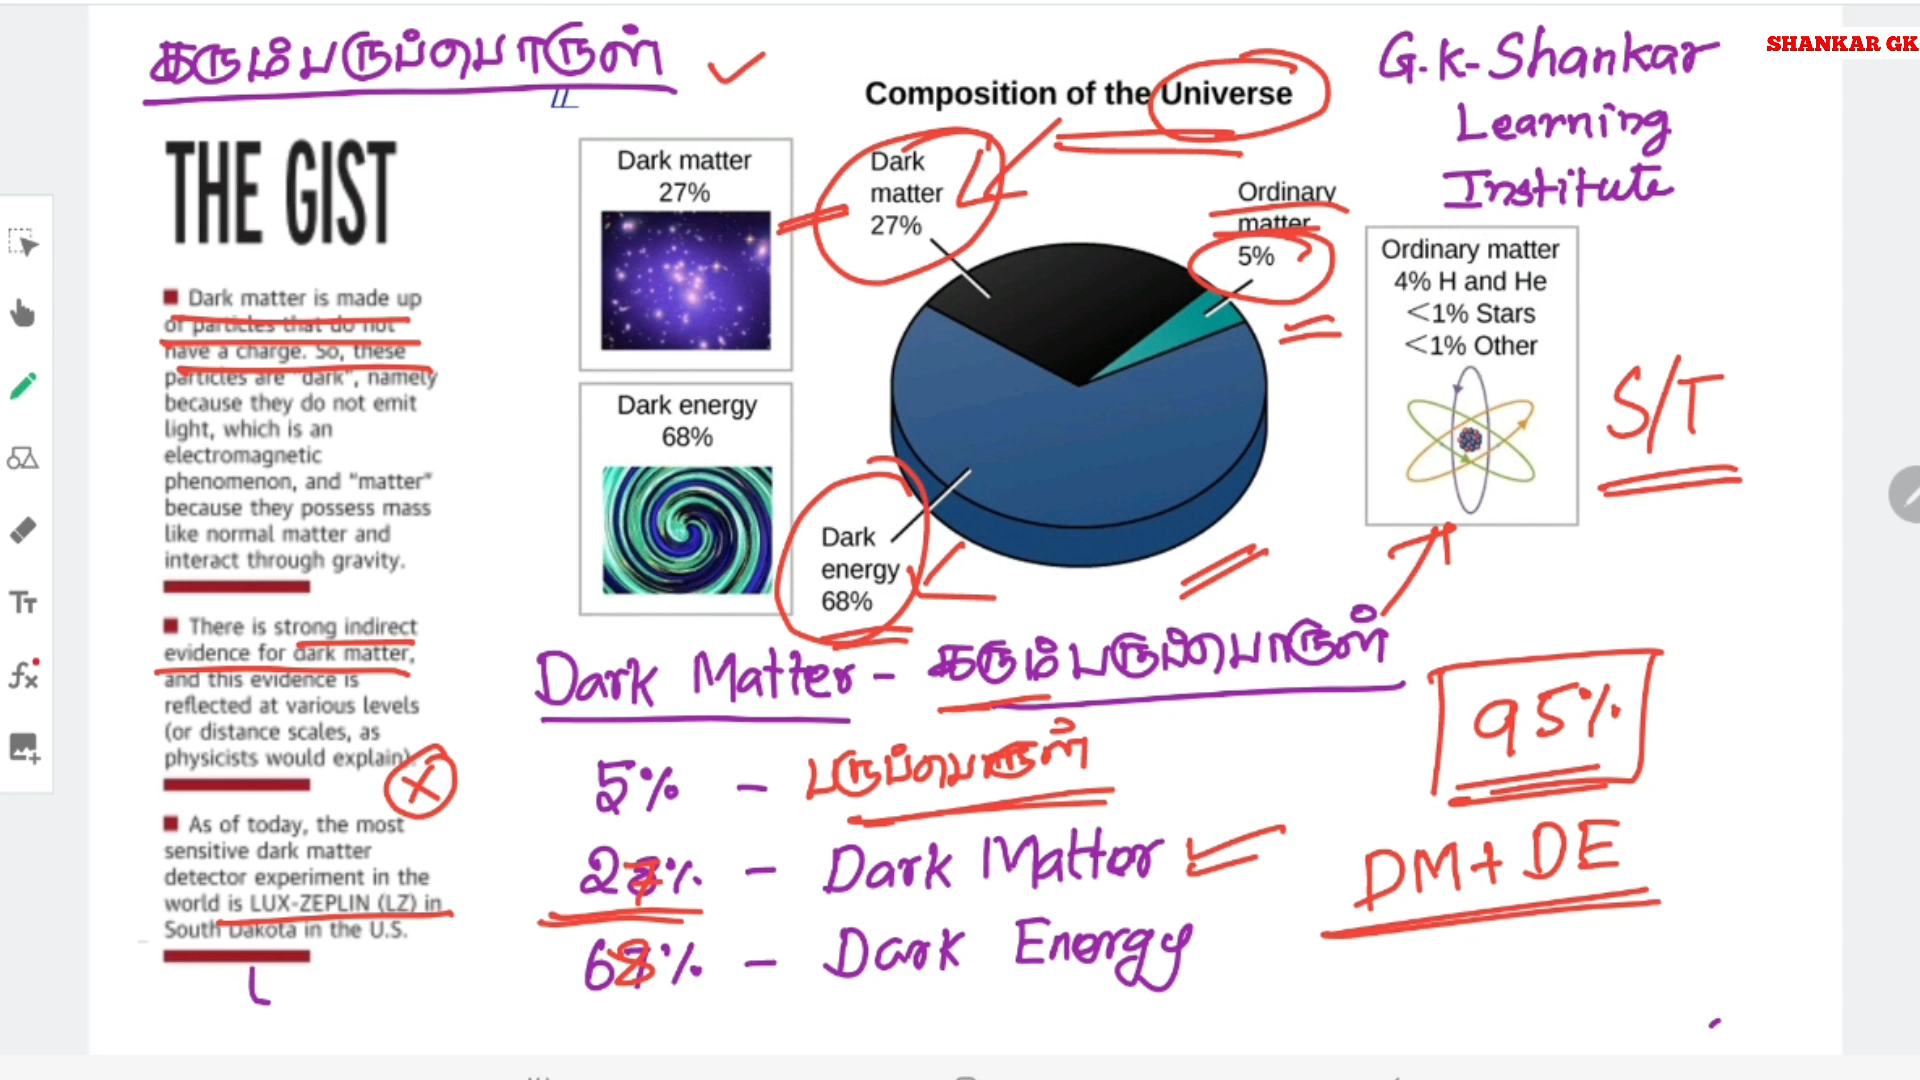 கரும்பருப்பொருள்
SHANKAR GK
G.K-Shankar
Learning
Institute
THE GIST
Dark matter is made up
of particles that do not
have a charge. So, these
particles are "dark", namely
because they do not emit
light, which is an
electromagnetic
phenomenon, and "matter"
because they possess mass
like normal matter and
interact through gravity.
There is strong indirect
evidence for dark matter,
and this evidence is
reflected at various levels
(or distance scales, as
physicists would explain).
As of today, the most
sensitive dark matter
detector experiment in the
world is LUX-ZEPLIN (LZ) in
South Dakota in the U.S.
Composition of the Universe
Dark matter
27%
Dark energy
68%
Dark
matter
27%
Ordinary
matter
5%
Dark
energy
68%
Ordinary matter
4% H and He
<1% Stars
<1% Other
S/T
Dark Matter - கரும்பருப்பொருள்
5% - பருப்பொருள்
27% - Dark Matter
68% - Dark Energy
95%
DM+DE
Tт
fx